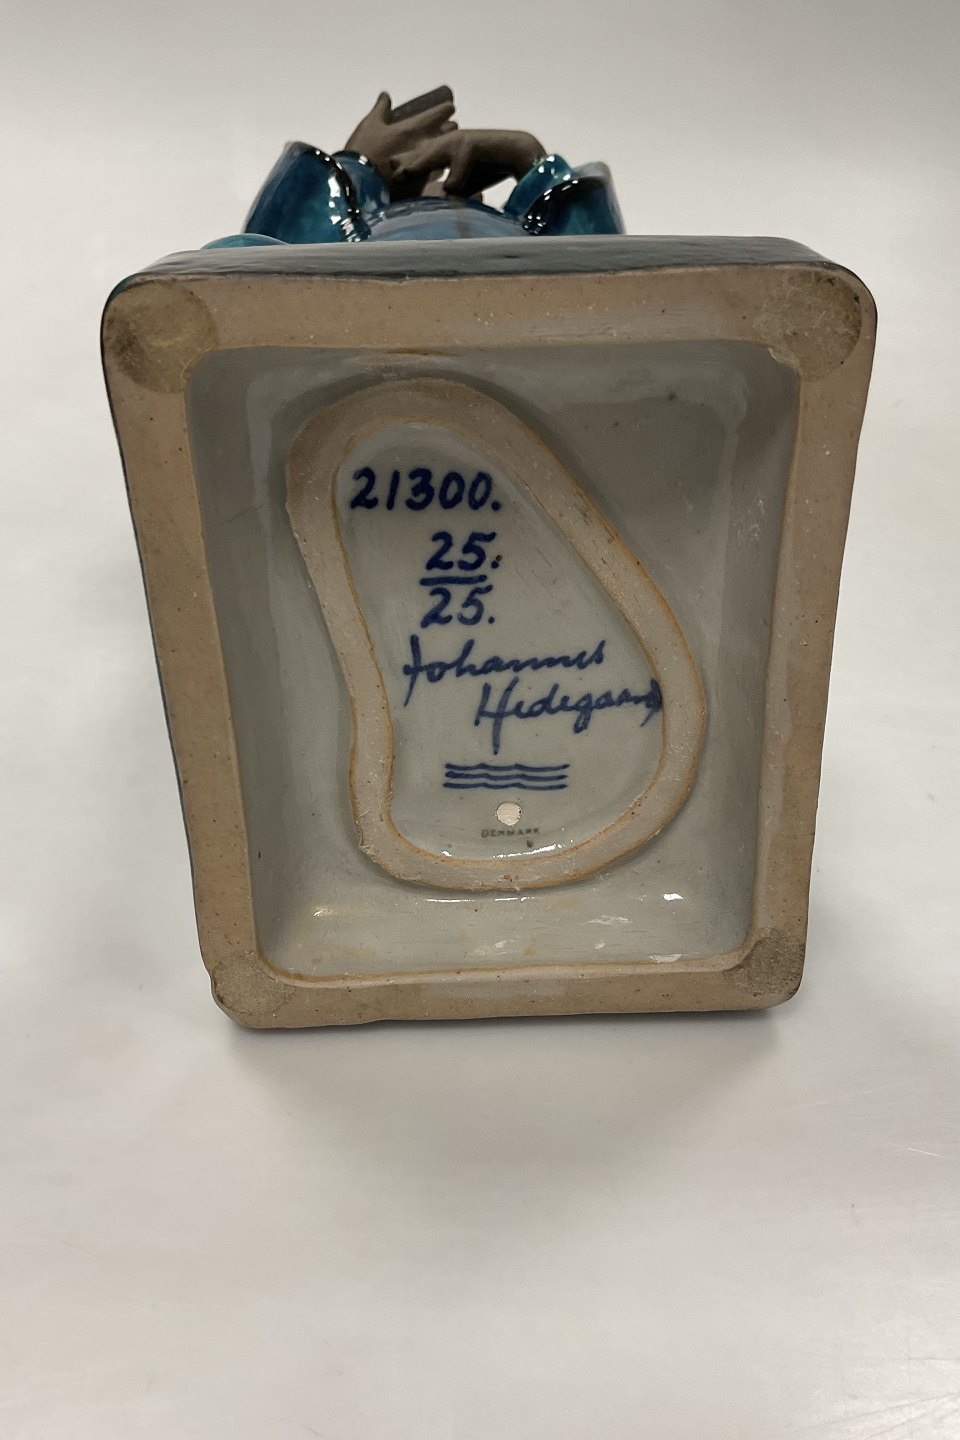 21300.
25.
25.
Johannes
Hedegaard
DENMARK